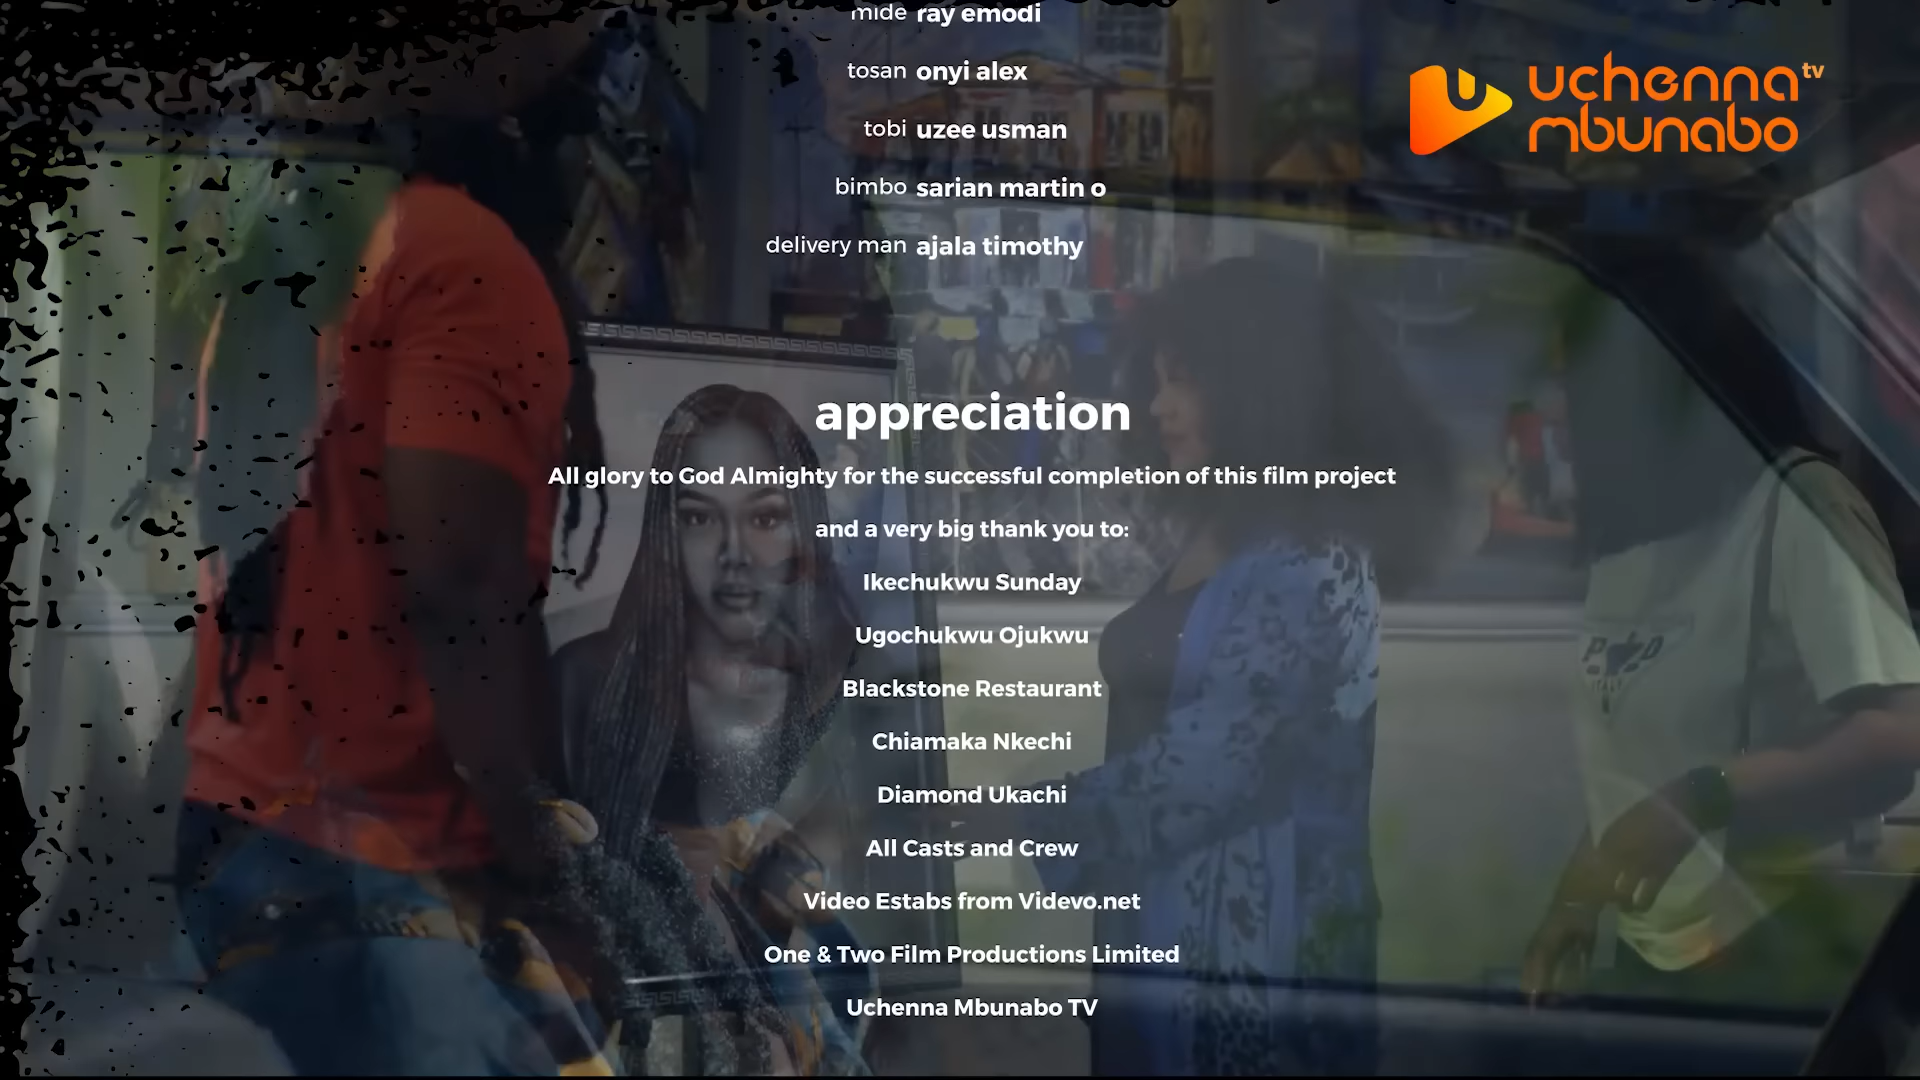 mide ray emodi
tosan onyi alex
tobi uzee usman
bimbo sarian martin o
delivery man ajala timothy
uchenna tv
mbunabo
appreciation
All glory to God Almighty for the successful completion of this film project
and a very big thank you to:
Ikechukwu Sunday
Ugochukwu Ojukwu
Blackstone Restaurant
Chiamaka Nkechi
Diamond Ukachi
All Casts and Crew
Video Estabs from Videvo.net
One & Two Film Productions Limited
Uchenna Mbunabo TV